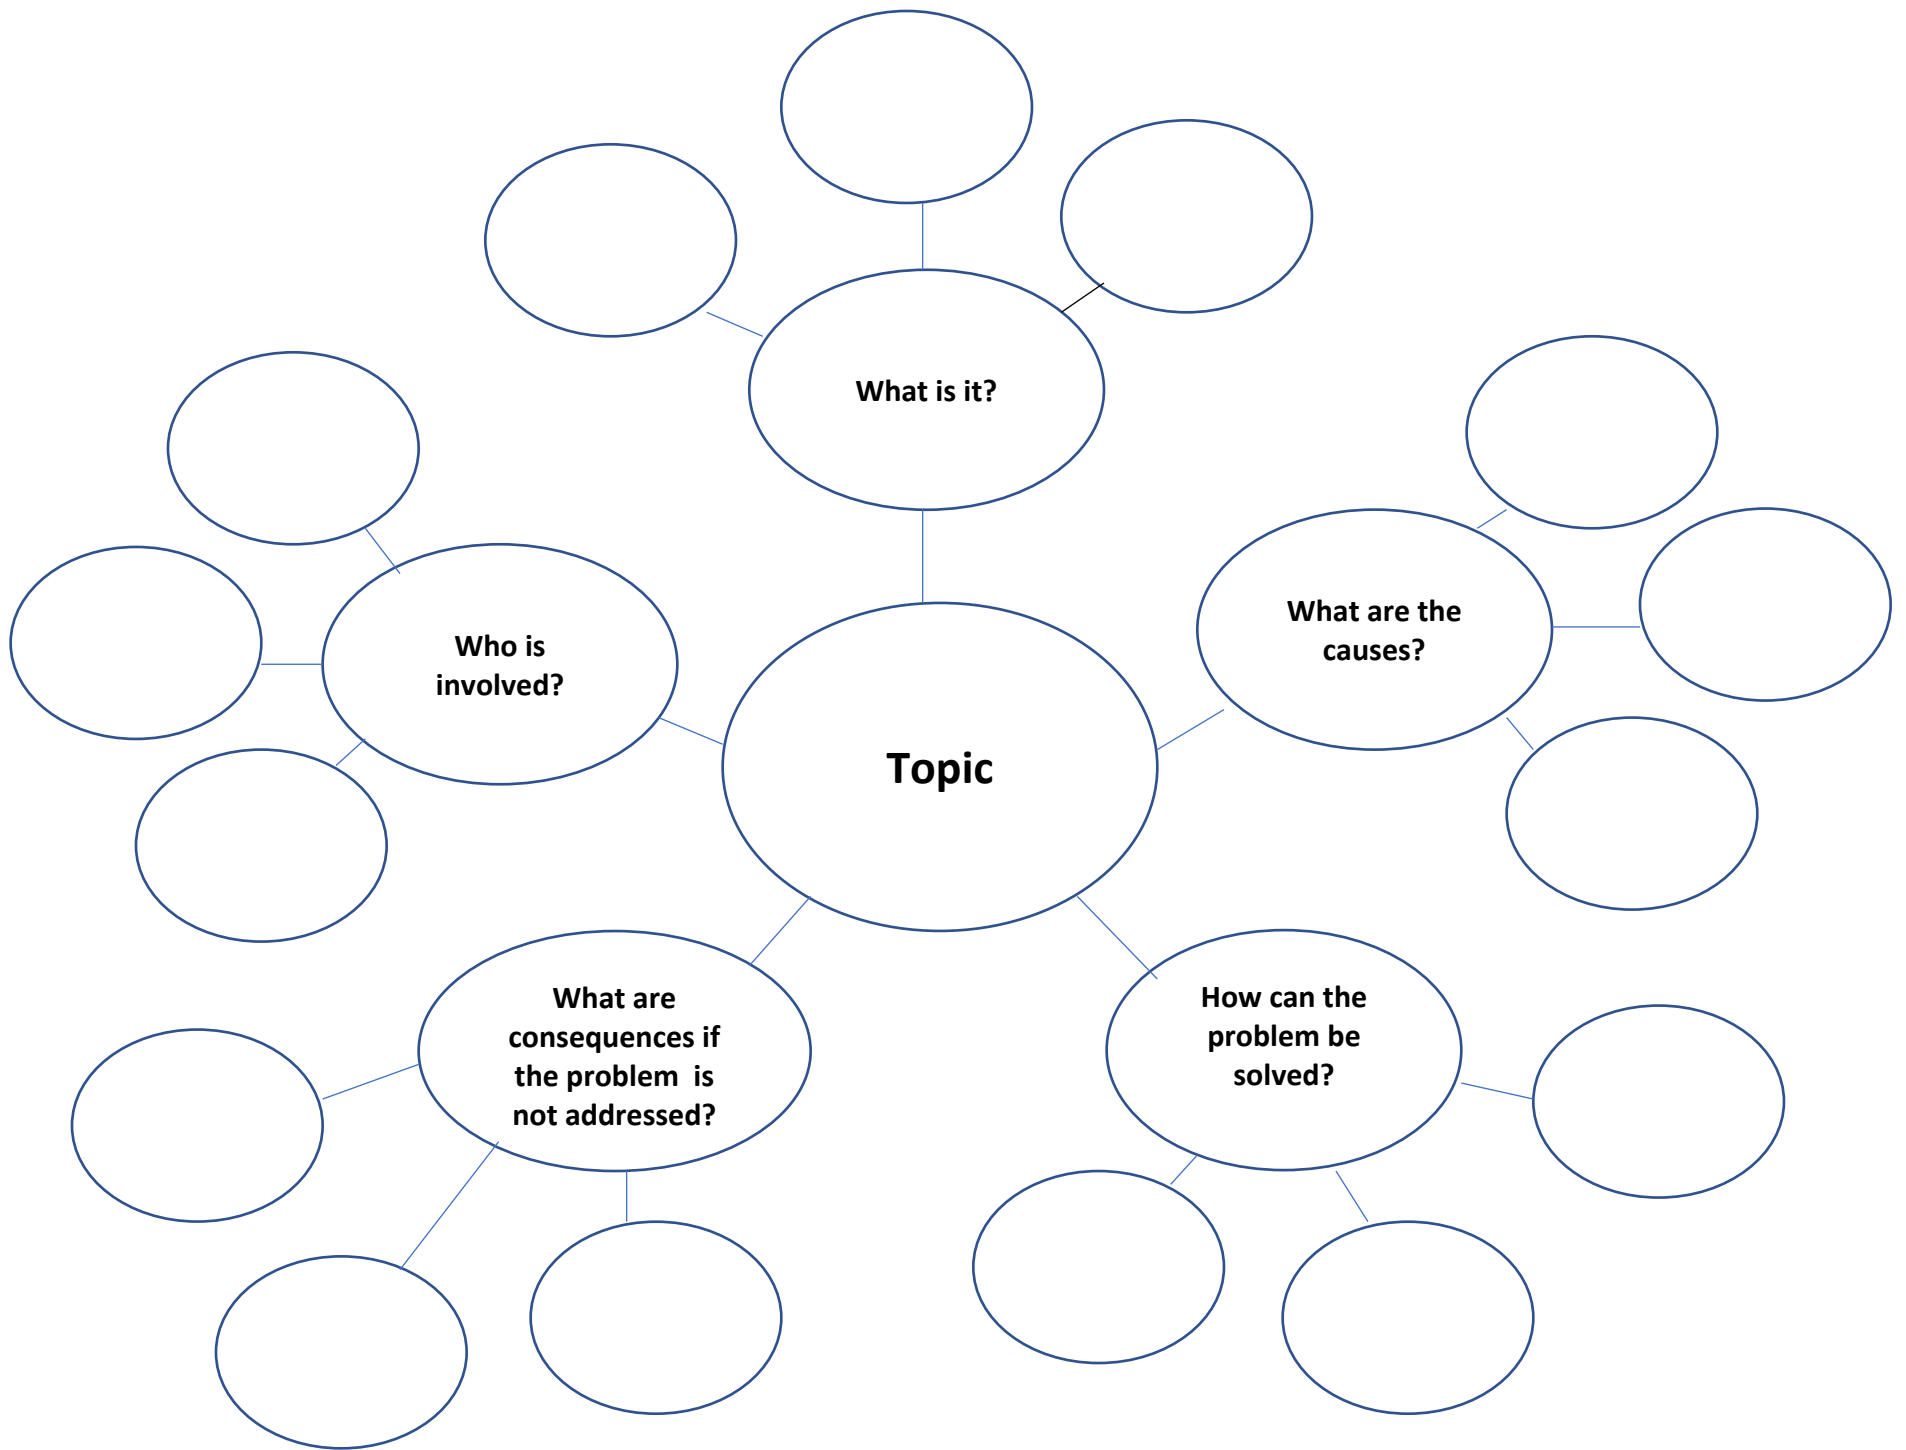 What is it?
What are the
causes?
Who is
involved?
Topic
What are
consequences if
the problem  is
not addressed?
How can the
problem be
solved?